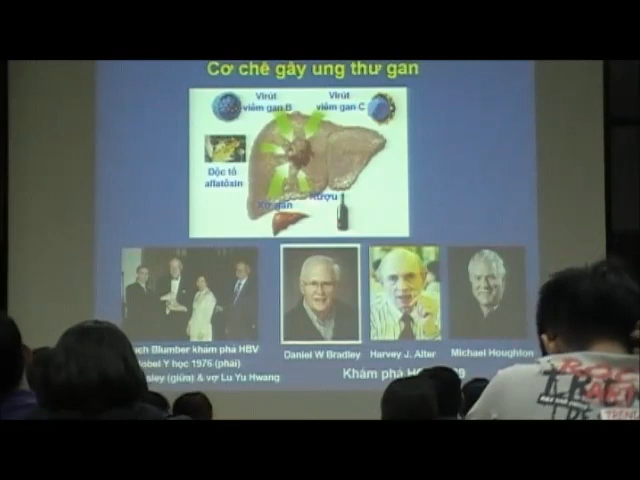 Cơ chế gây ung thư gan
Virút
viêm gan B
Virút
viêm gan C
Độc tố
aflatoxin
Xơ gan
Rượu
Blumber khám phá HBV
Nobel Y học 1976 (phải)
(giữa) & vợ Lu Yu Hwang
Daniel W Bradley
Harvey J. Alter
Michael Houghton
Khám phá
TREND